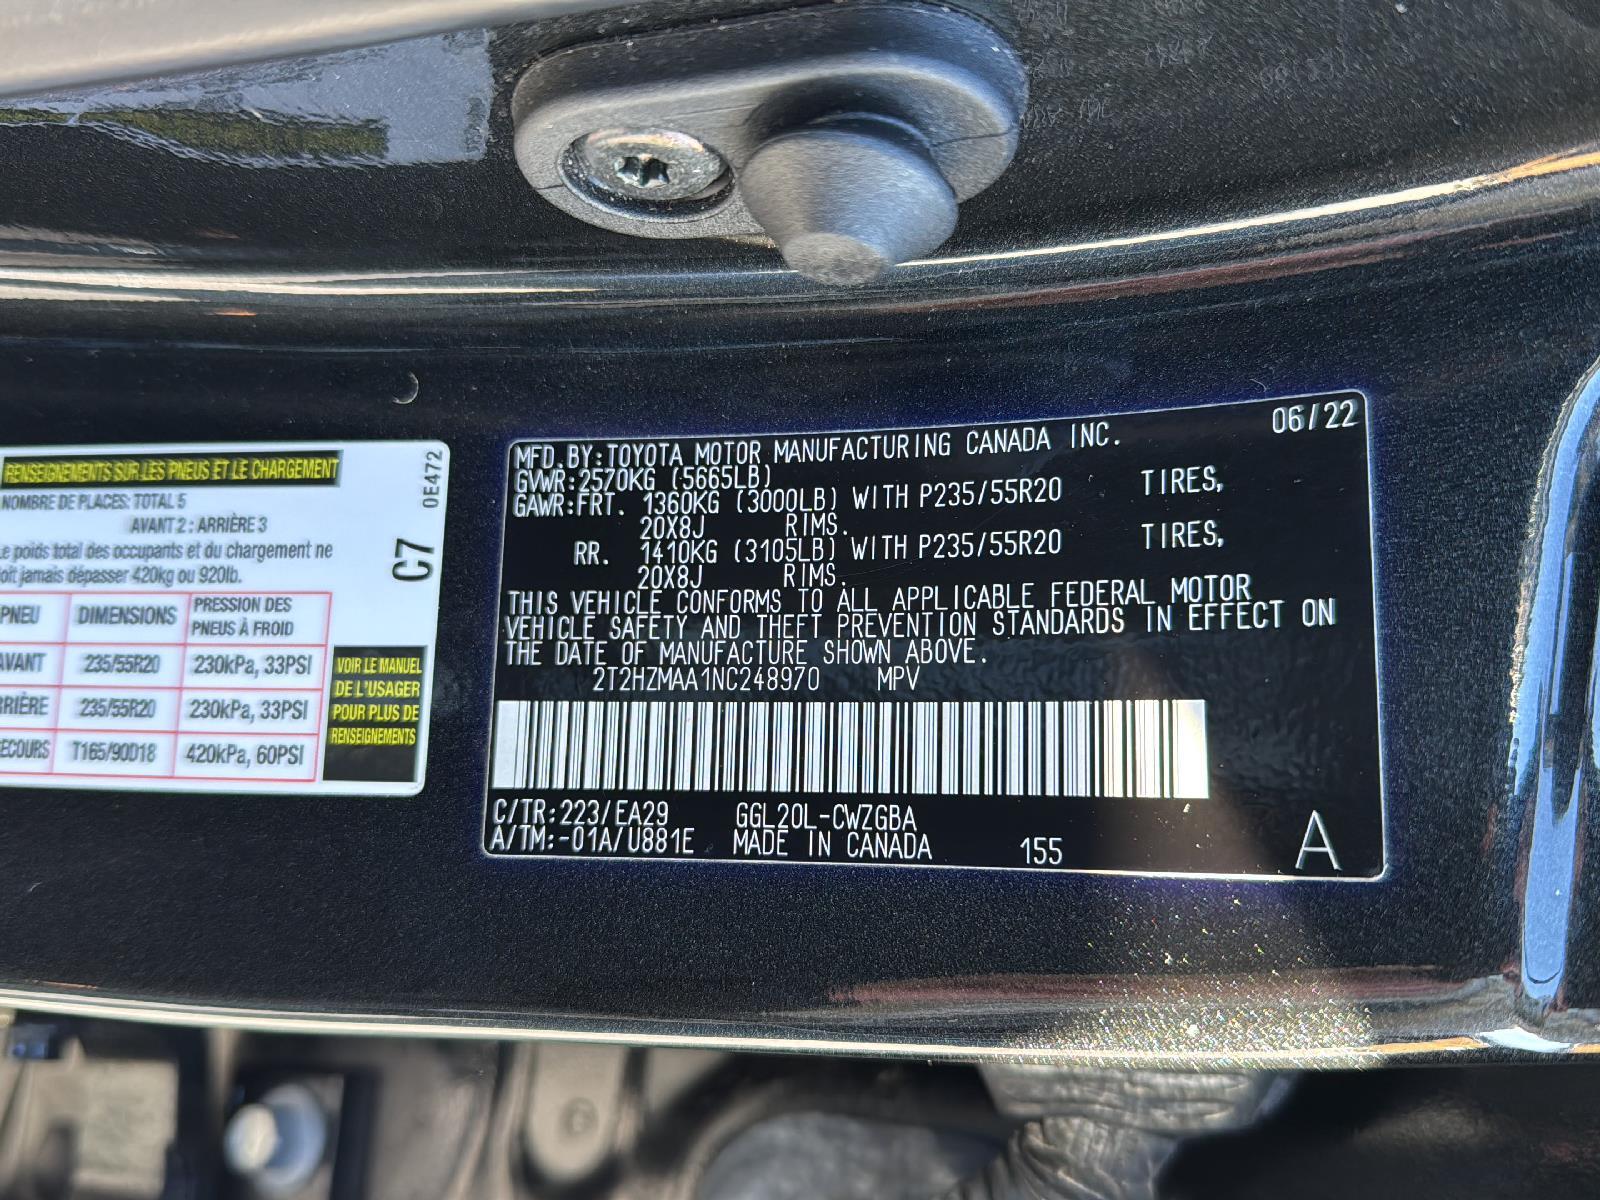 RENSEIGNEMENTS SUR LES PNEUS ET LE CHARGEMENT
NOMBRE DE PLACES: TOTAL 5
AVANT 2 : ARRIÈRE 3
Le poids total des occupants et du chargement ne
doit jamais dépasser 420kg ou 920lb.
PNEU DIMENSIONS PRESSION DES PNEUS À FROID
AVANT 235/55R20 230kPa, 33PSI
ARRIÈRE 235/55R20 230kPa, 33PSI
SECOURS T165/90D18 420kPa, 60PSI
VOIR LE MANUEL
DE L'USAGER
POUR PLUS DE
RENSEIGNEMENTS
C7
0E472
06/22
MFD.BY:TOYOTA MOTOR MANUFACTURING CANADA INC.
GVWR:2570KG (5665LB)
GAWR:FRT. 1360KG (3000LB) WITH P235/55R20 TIRES,
20X8J RIMS.
RR. 1410KG (3105LB) WITH P235/55R20 TIRES,
20X8J RIMS.
THIS VEHICLE CONFORMS TO ALL APPLICABLE FEDERAL MOTOR
VEHICLE SAFETY AND THEFT PREVENTION STANDARDS IN EFFECT ON
THE DATE OF MANUFACTURE SHOWN ABOVE.
2T2HZMAA1NC248970 MPV
C/TR:223/EA29 GGL20L-CWZGBA
A/TM:-01A/U881E MADE IN CANADA 155 A